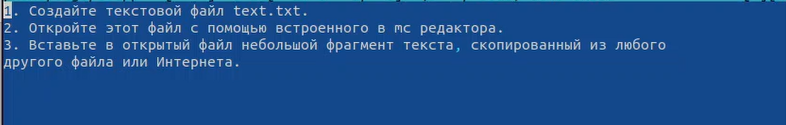 1. Создайте текстовой файл text.txt.
2. Откройте этот файл с помощью встроенного в mc редактора.
3. Вставьте в открытый файл небольшой фрагмент текста, скопированный из любого
другого файла или Интернета.